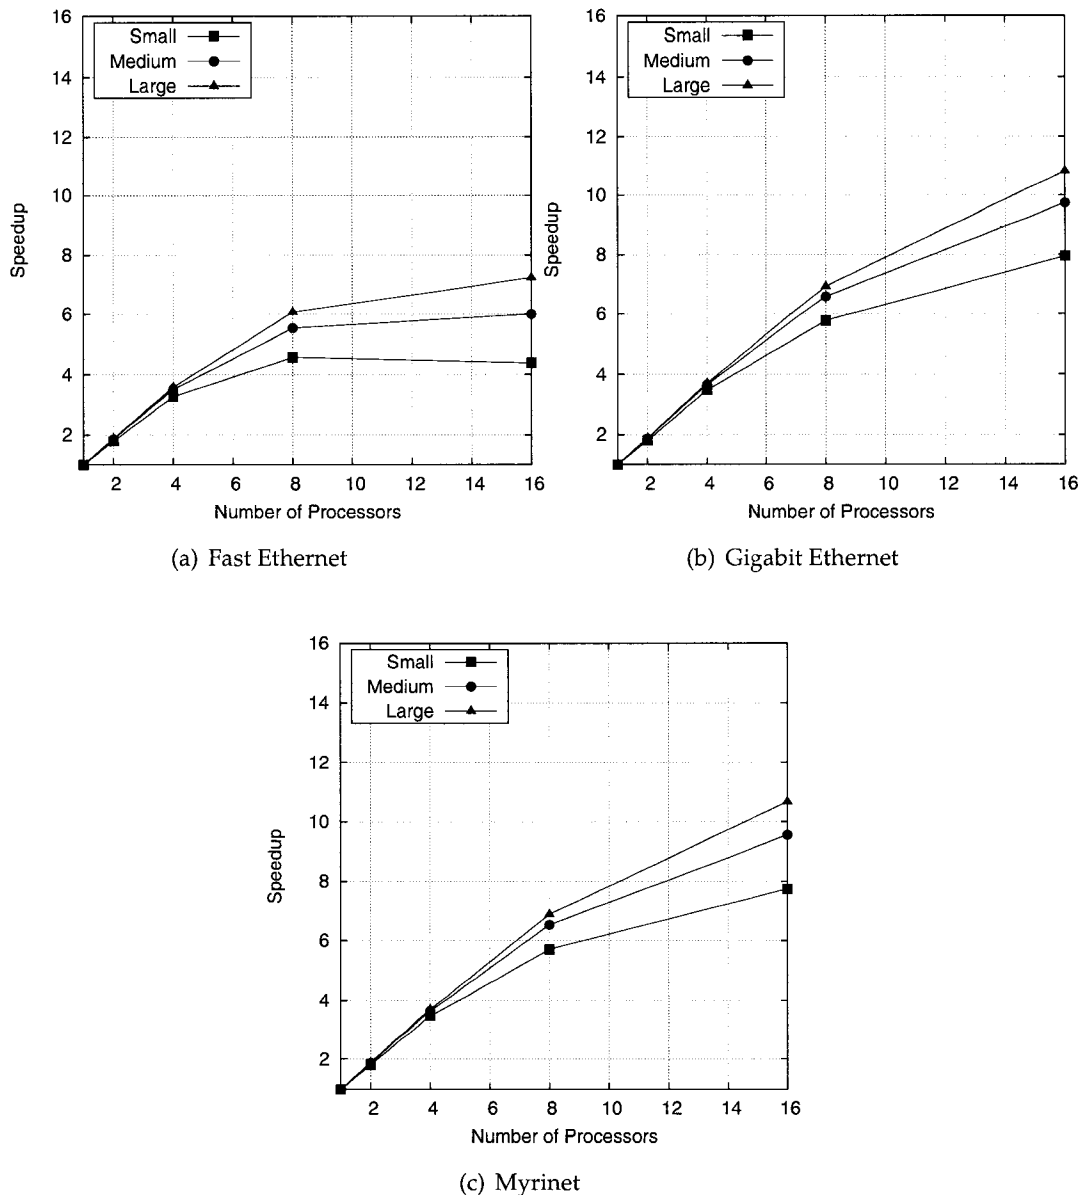 16
14
12
10
8
6
4
2
Speedup
Small
Medium
Large
2 4 6 8 10 12 14 16
Number of Processors
(a) Fast Ethernet
16
14
12
10
8
6
4
2
Speedup
Small
Medium
Large
2 4 6 8 10 12 14 16
Number of Processors
(b) Gigabit Ethernet
16
14
12
10
8
6
4
2
Speedup
Small
Medium
Large
2 4 6 8 10 12 14 16
Number of Processors
(c) Myrinet